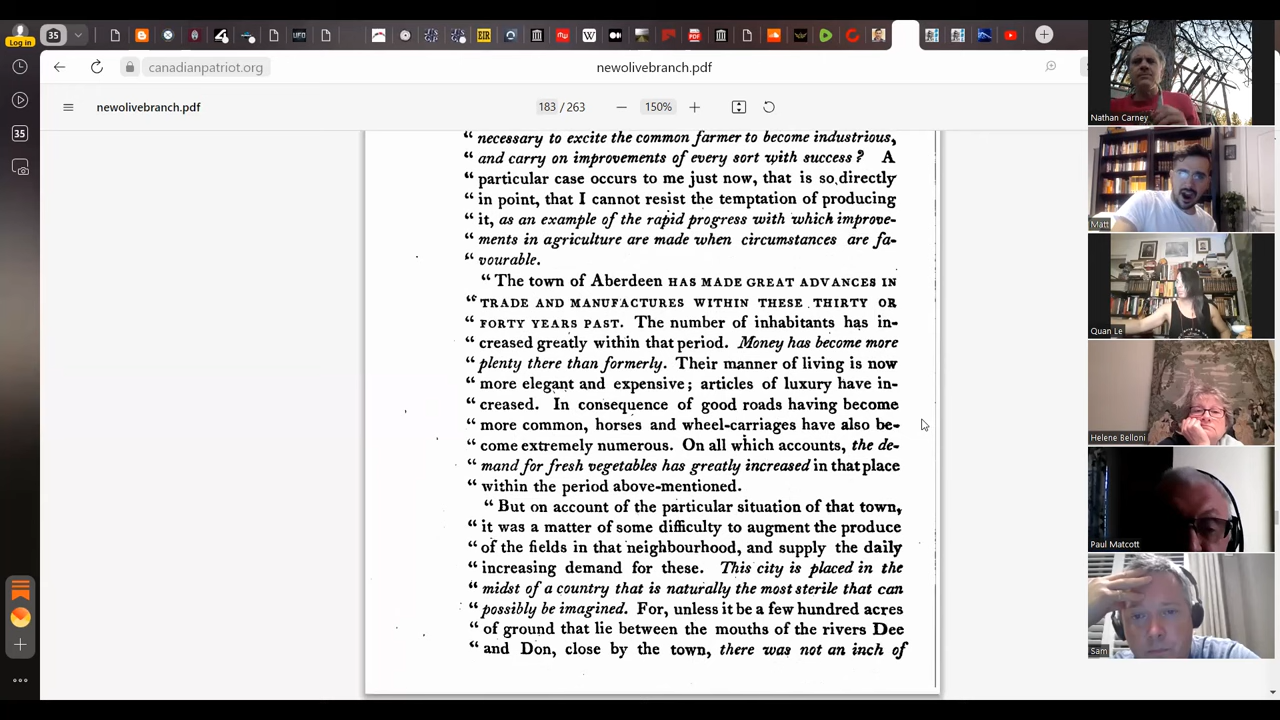 Log in
35
EIR
W
canadianpatriot.org
newolivebranch.pdf
newolivebranch.pdf
183 / 263
150%
35
“ necessary to excite the common farmer to become industrious,
“ and carry on improvements of every sort with success? A
“ particular case occurs to me just now, that is so directly
“ in point, that I cannot resist the temptation of producing
“ it, as an example of the rapid progress with which improve-
“ ments in agriculture are made when circumstances are fa-
“ vourable.
“ The town of Aberdeen HAS MADE GREAT ADVANCES IN
“ TRADE AND MANUFACTURES WITHIN THESE THIRTY OR
“ FORTY YEARS PAST. The number of inhabitants has in-
“ creased greatly within that period. Money has become more
“ plenty there than formerly. Their manner of living is now
“ more elegant and expensive; articles of luxury have in-
“ creased. In consequence of good roads having become
“ more common, horses and wheel-carriages have also be-
“ come extremely numerous. On all which accounts, the de-
“ mand for fresh vegetables has greatly increased in that place
“ within the period above-mentioned.
“ But on account of the particular situation of that town,
“ it was a matter of some difficulty to augment the produce
“ of the fields in that neighbourhood, and supply the daily
“ increasing demand for these. This city is placed in the
“ midst of a country that is naturally the most sterile that can
“ possibly be imagined. For, unless it be a few hundred acres
“ of ground that lie between the mouths of the rivers Dee
“ and Don, close by the town, there was not an inch of
Nathan Carney
Matt
Quan Le
Helene Belloni
Paul Matcott
Sam